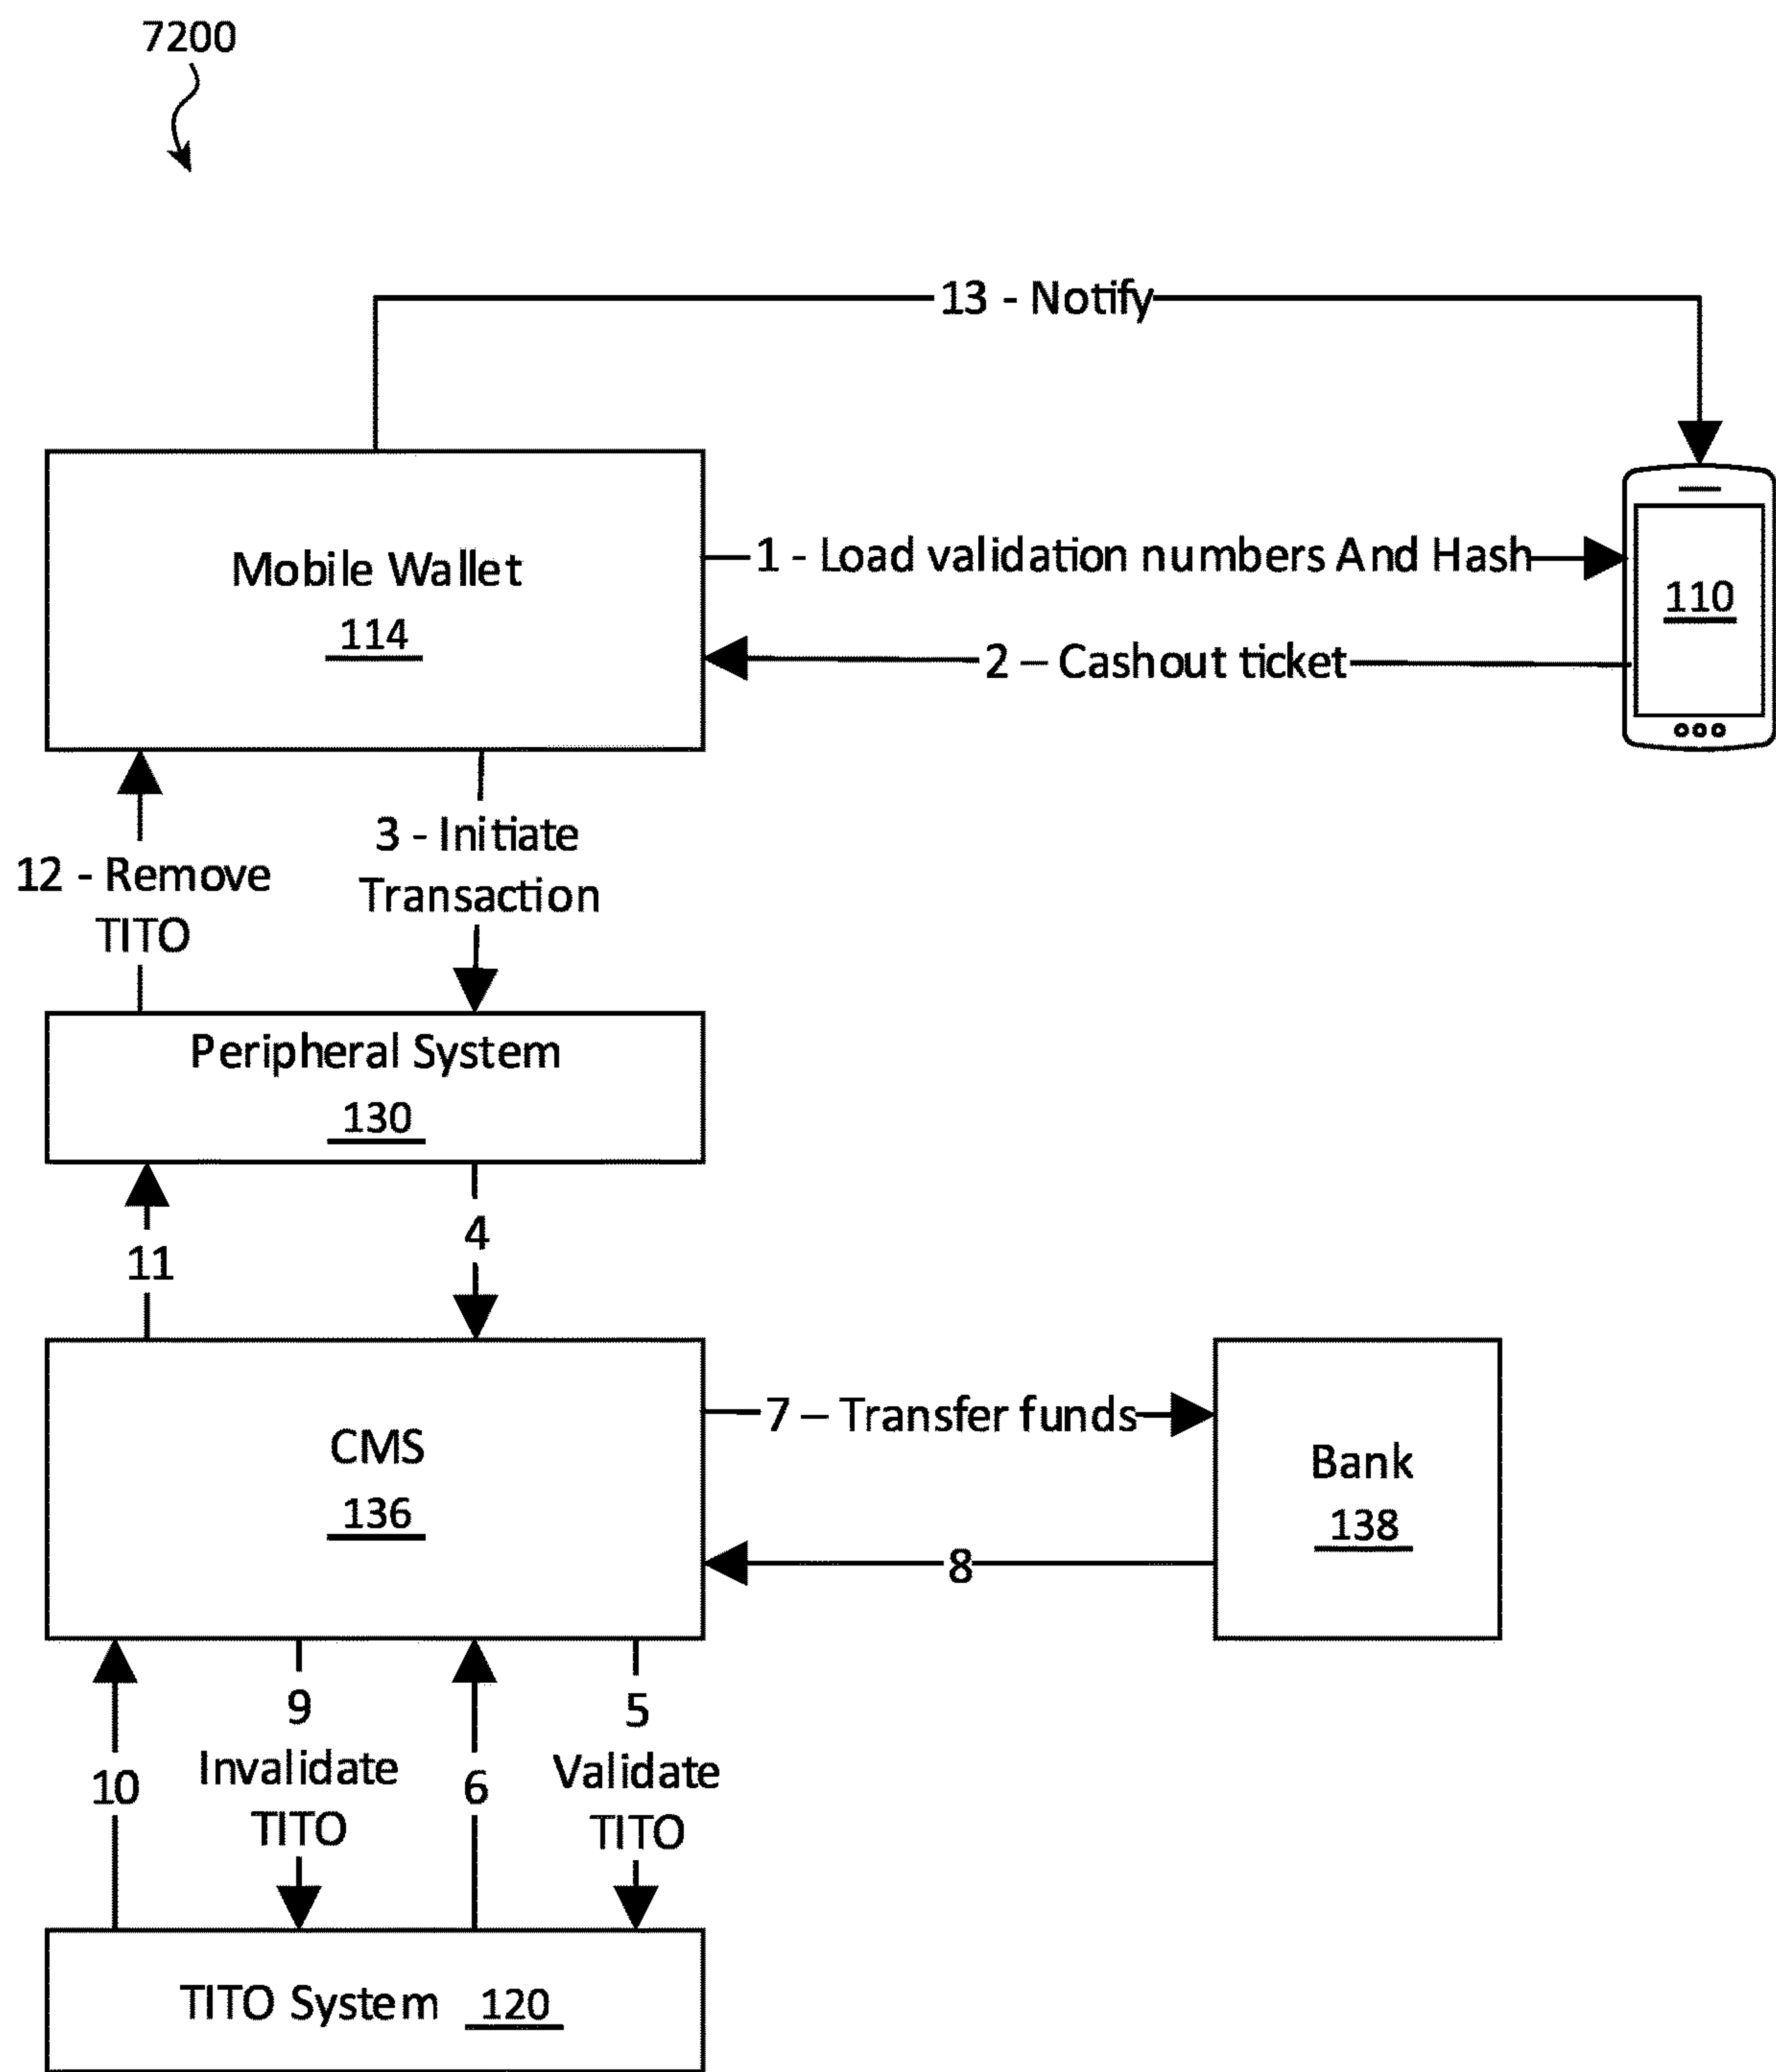 7200
13 - Notify
Mobile Wallet
114
1 - Load validation numbers And Hash
110
2 – Cashout ticket
3 - Initiate
Transaction
12 - Remove
TITO
Peripheral System
130
4
11
CMS
136
7 – Transfer funds
Bank
138
8
9
Invalidate
TITO
5
Validate
TITO
10
6
TITO System 120